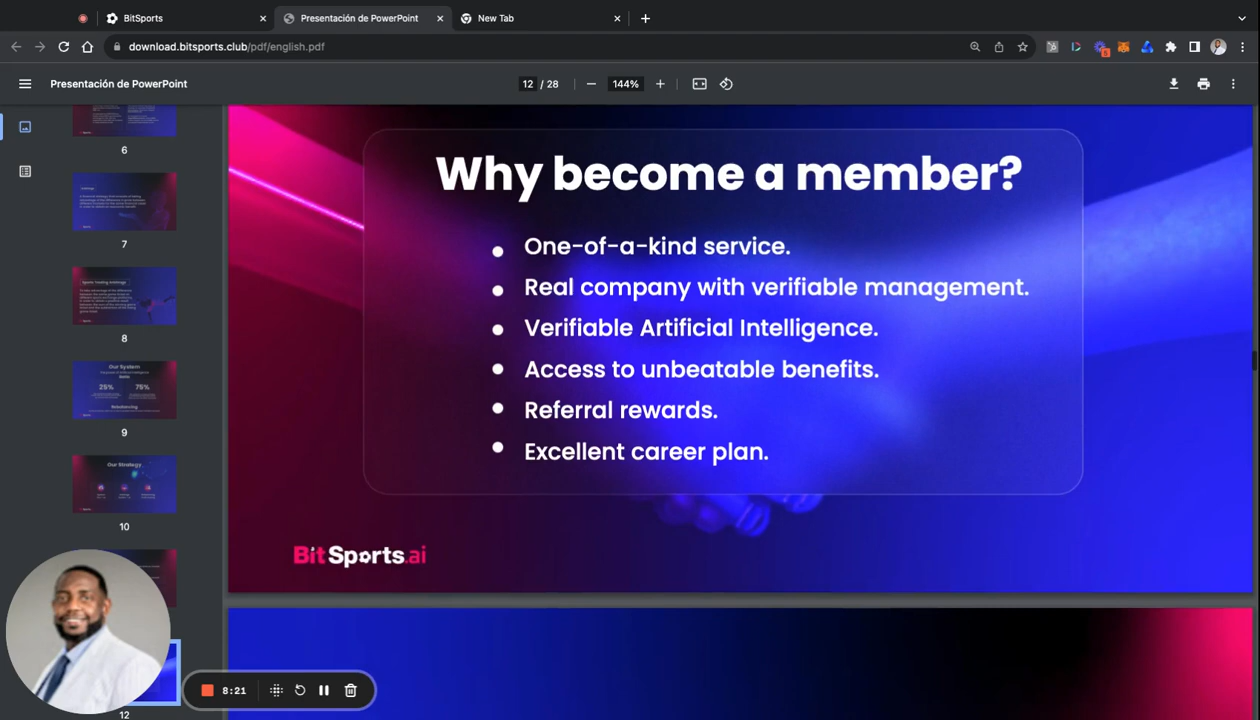 BitSports
Presentación de PowerPoint
New Tab
download.bitsports.club/pdf/english.pdf
Presentación de PowerPoint
12 / 28
144%
6
7
8
Our System
25% 75%
Rebalancing
9
Our Strategy
10
12
Why become a member?
One-of-a-kind service.
Real company with verifiable management.
Verifiable Artificial Intelligence.
Access to unbeatable benefits.
Referral rewards.
Excellent career plan.
BitSports.ai
8:21